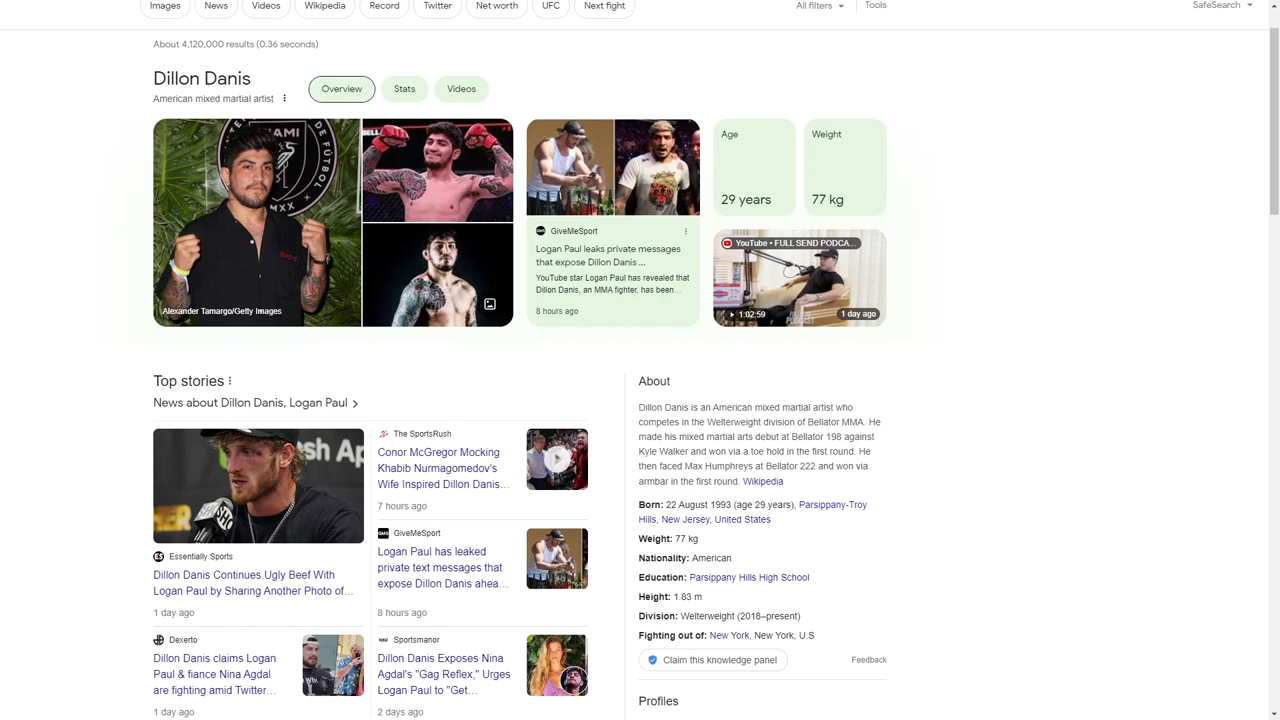 Images News Videos Wikipedia Record Twitter Net worth UFC Next fight All filters Tools SafeSearch
About 4,120,000 results (0.36 seconds)
Dillon Danis
American mixed martial artist
Overview Stats Videos
Alexander Tamargo/Getty Images
GiveMeSport
Logan Paul leaks private messages
that expose Dillon Danis ...
YouTube star Logan Paul has revealed that
Dillon Danis, an MMA fighter, has been...
8 hours ago
Age
29 years
Weight
77 kg
YouTube • FULL SEND PODCA...
1:02:59
1 day ago
Top stories
News about Dillon Danis, Logan Paul
Essentially Sports
Dillon Danis Continues Ugly Beef With
Logan Paul by Sharing Another Photo of...
1 day ago
The SportsRush
Conor McGregor Mocking
Khabib Nurmagomedov's
Wife Inspired Dillon Danis...
7 hours ago
GiveMeSport
Logan Paul has leaked
private text messages that
expose Dillon Danis ahea...
8 hours ago
Dexerto
Dillon Danis claims Logan
Paul & fiance Nina Agdal
are fighting amid Twitter...
1 day ago
Sportsmanor
Dillon Danis Exposes Nina
Agdal's "Gag Reflex," Urges
Logan Paul to "Get...
2 days ago
About
Dillon Danis is an American mixed martial artist who
competes in the Welterweight division of Bellator MMA. He
made his mixed martial arts debut at Bellator 198 against
Kyle Walker and won via a toe hold in the first round. He
then faced Max Humphreys at Bellator 222 and won via
armbar in the first round. Wikipedia
Born: 22 August 1993 (age 29 years), Parsippany-Troy
Hills, New Jersey, United States
Weight: 77 kg
Nationality: American
Education: Parsippany Hills High School
Height: 1.83 m
Division: Welterweight (2018–present)
Fighting out of: New York, New York, U.S
Claim this knowledge panel
Feedback
Profiles